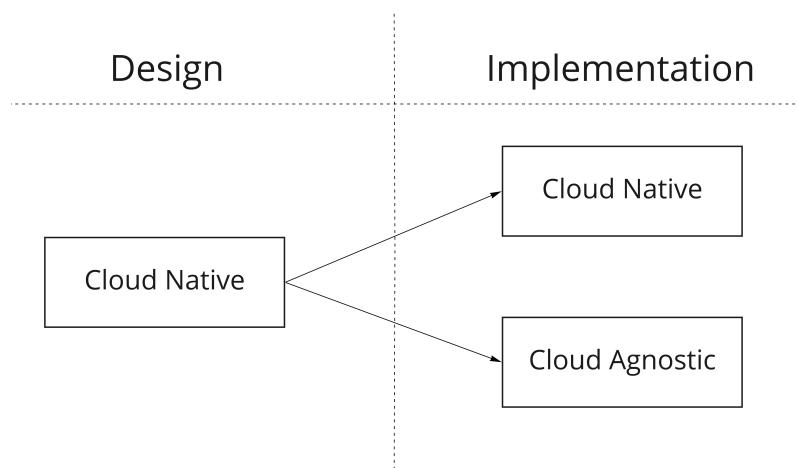 Design
Implementation
Cloud Native
Cloud Native
Cloud Agnostic